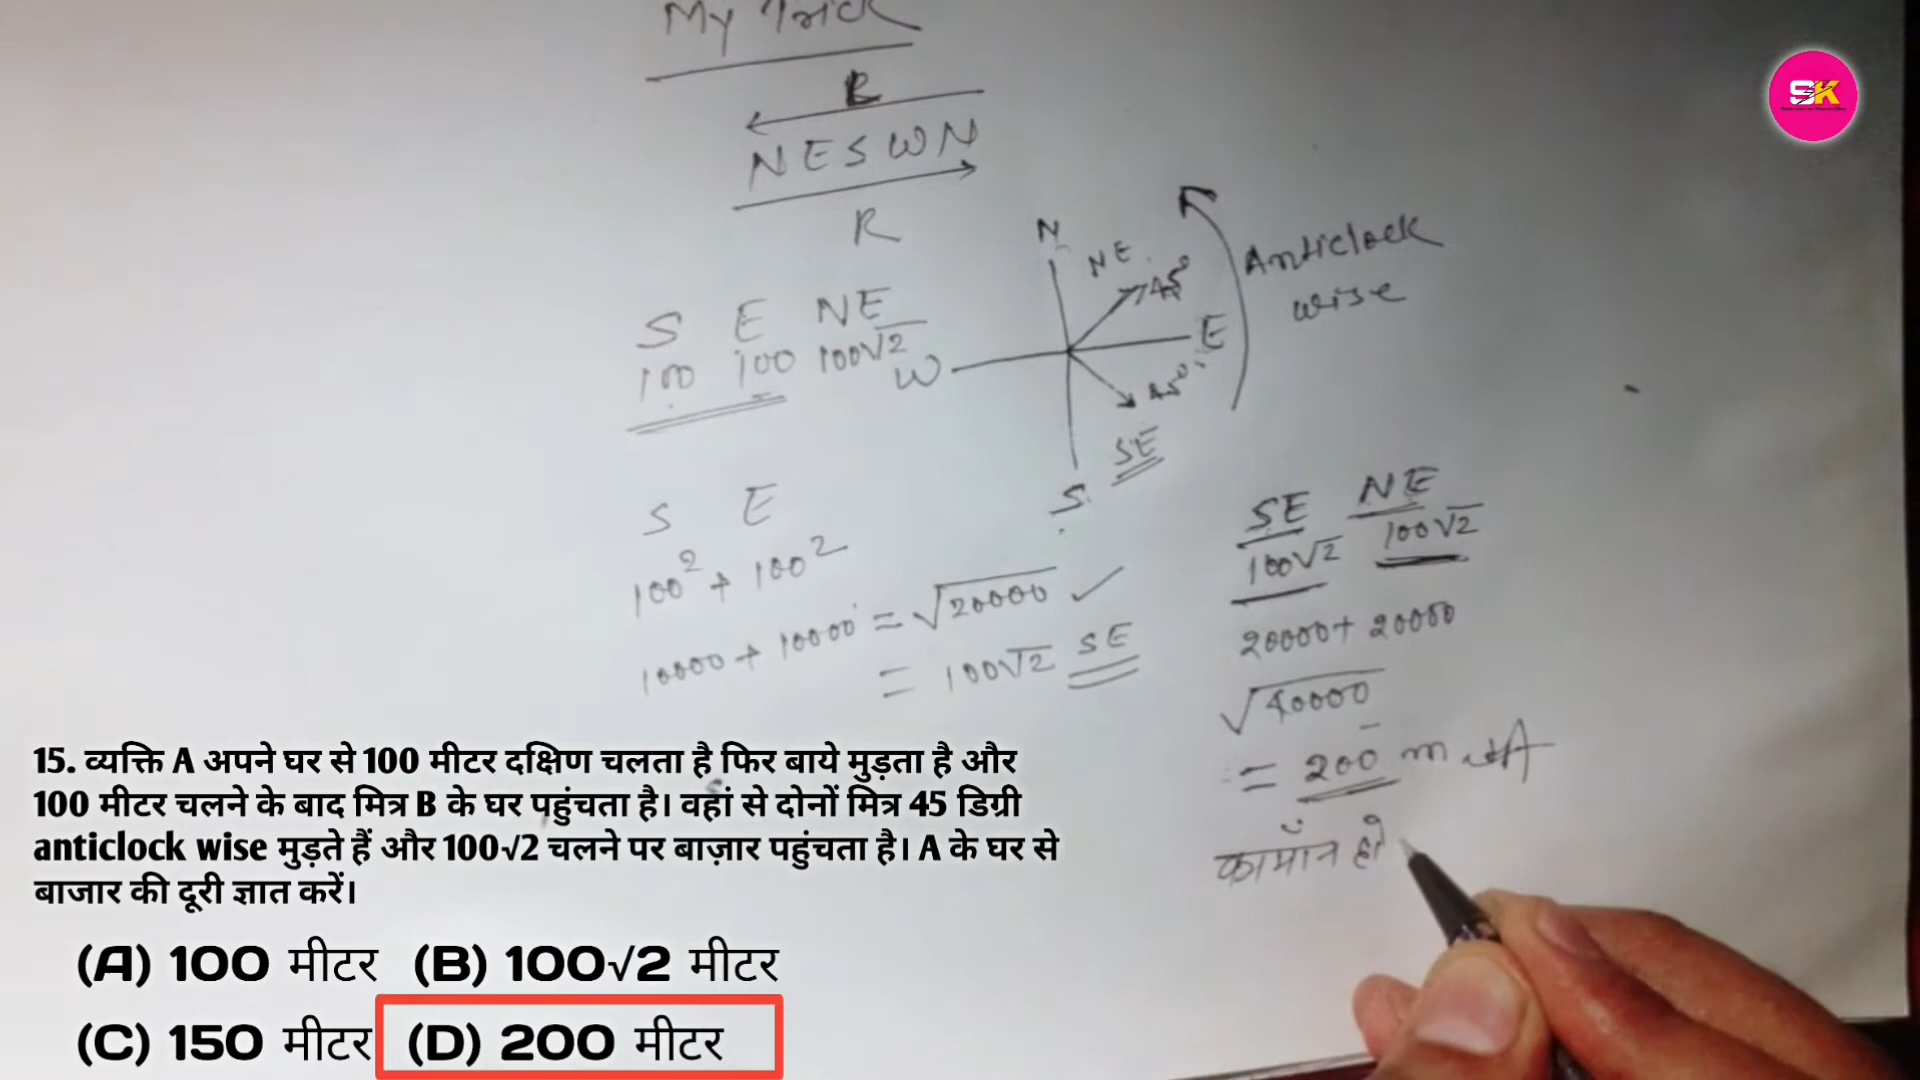 My Trick
L
NESWN
R
S E NE
100 100 100√2
N
NE
45°
E
W
45°
SE
S
Anticlock
wise
S E
100² + 100²
10000 + 10000 = √20000 ✓
= 100√2 SE
SE NE
100√2 100√2
20000+ 20000
√40000
= 200 m
कामॉन हो
SK
15. व्यक्ति A अपने घर से 100 मीटर दक्षिण चलता है फिर बाये मुड़ता है और
100 मीटर चलने के बाद मित्र B के घर पहुंचता है। वहां से दोनों मित्र 45 डिग्री
anticlock wise मुड़ते हैं और 100√2 चलने पर बाज़ार पहुंचता है। A के घर से
बाजार की दूरी ज्ञात करें।
(A) 100 मीटर (B) 100√2 मीटर
(C) 150 मीटर (D) 200 मीटर